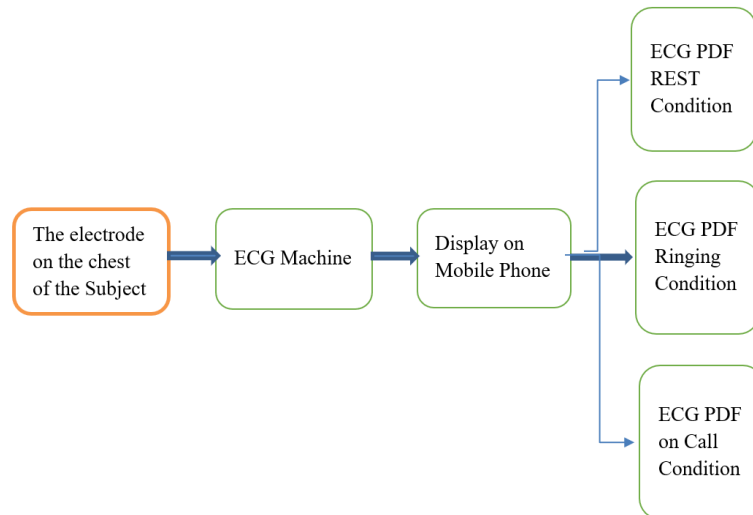 The electrode
on the chest
of the Subject
ECG Machine
Display on
Mobile Phone
ECG PDF
REST
Condition
ECG PDF
Ringing
Condition
ECG PDF
on Call
Condition